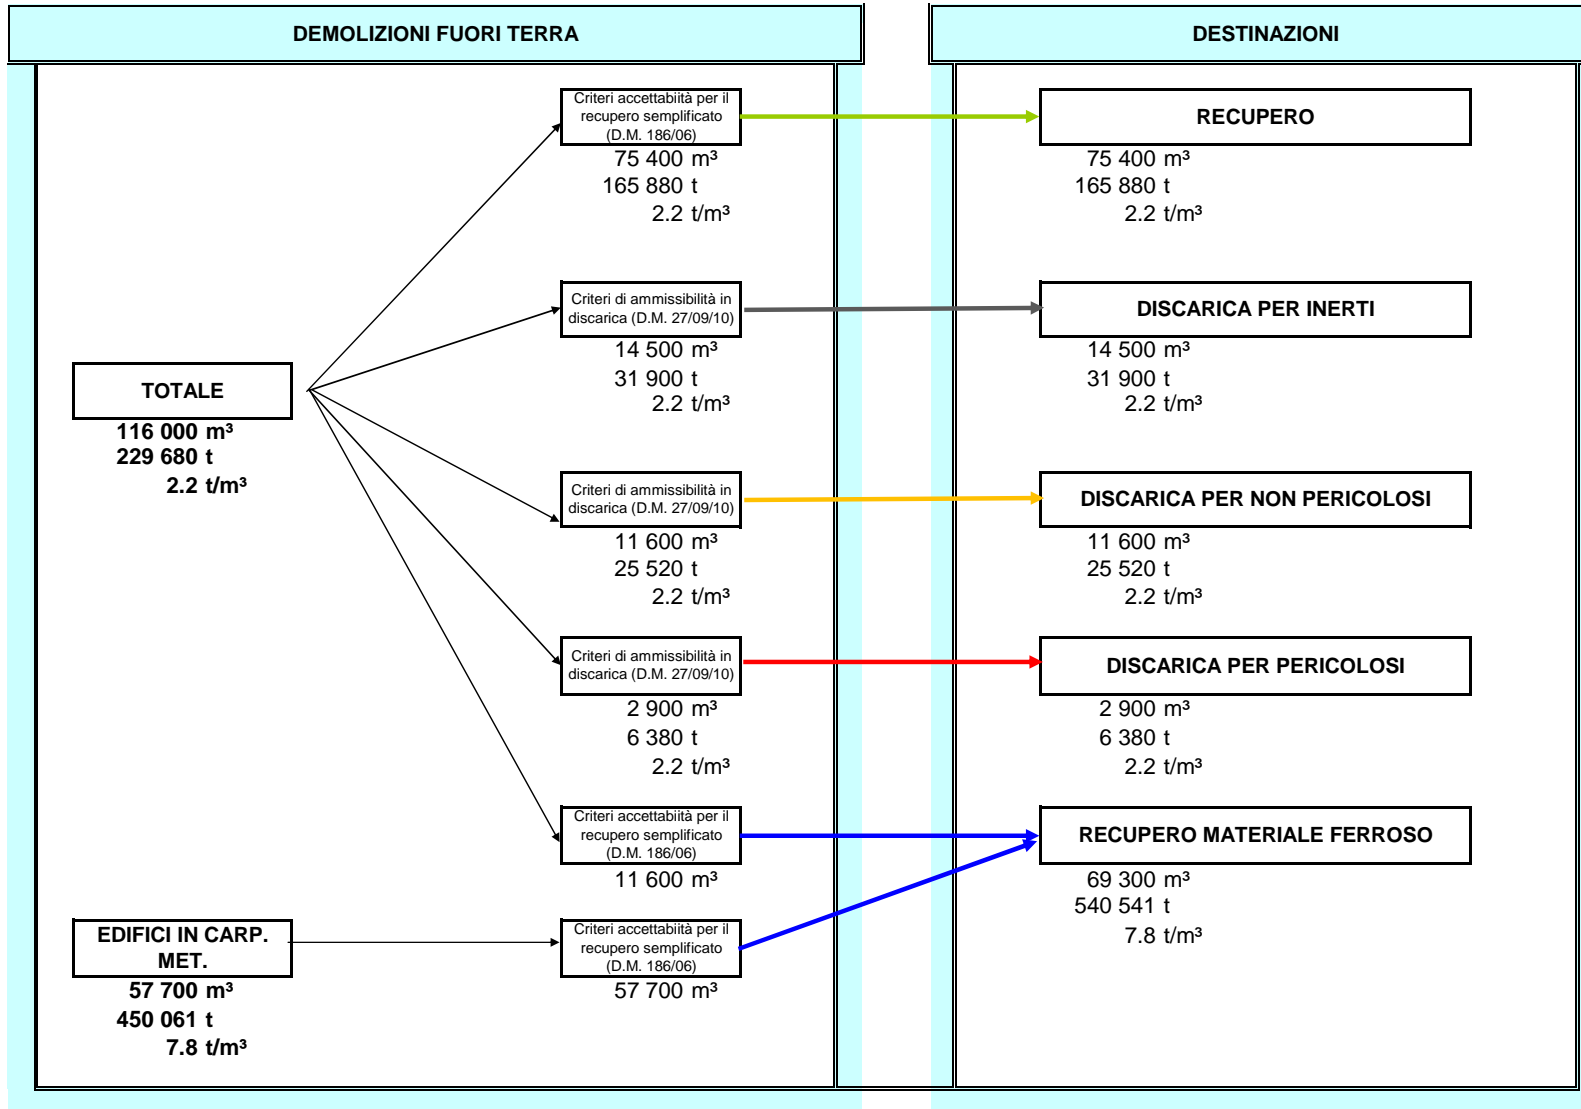 DEMOLIZIONI FUORI TERRA
DESTINAZIONI
Criteri accettabiità per il
recupero semplificato
(D.M. 186/06)
75 400 m³
165 880 t
2.2 t/m³
RECUPERO
75 400 m³
165 880 t
2.2 t/m³
Criteri di ammissibilità in
discarica (D.M. 27/09/10)
14 500 m³
31 900 t
2.2 t/m³
DISCARICA PER INERTI
14 500 m³
31 900 t
2.2 t/m³
TOTALE
116 000 m³
229 680 t
2.2 t/m³
Criteri di ammissibilità in
discarica (D.M. 27/09/10)
11 600 m³
25 520 t
2.2 t/m³
DISCARICA PER NON PERICOLOSI
11 600 m³
25 520 t
2.2 t/m³
Criteri di ammissibilità in
discarica (D.M. 27/09/10)
2 900 m³
6 380 t
2.2 t/m³
DISCARICA PER PERICOLOSI
2 900 m³
6 380 t
2.2 t/m³
Criteri accettabiità per il
recupero semplificato
(D.M. 186/06)
11 600 m³
RECUPERO MATERIALE FERROSO
69 300 m³
540 541 t
7.8 t/m³
EDIFICI IN CARP.
MET.
57 700 m³
450 061 t
7.8 t/m³
Criteri accettabiità per il
recupero semplificato
(D.M. 186/06)
57 700 m³